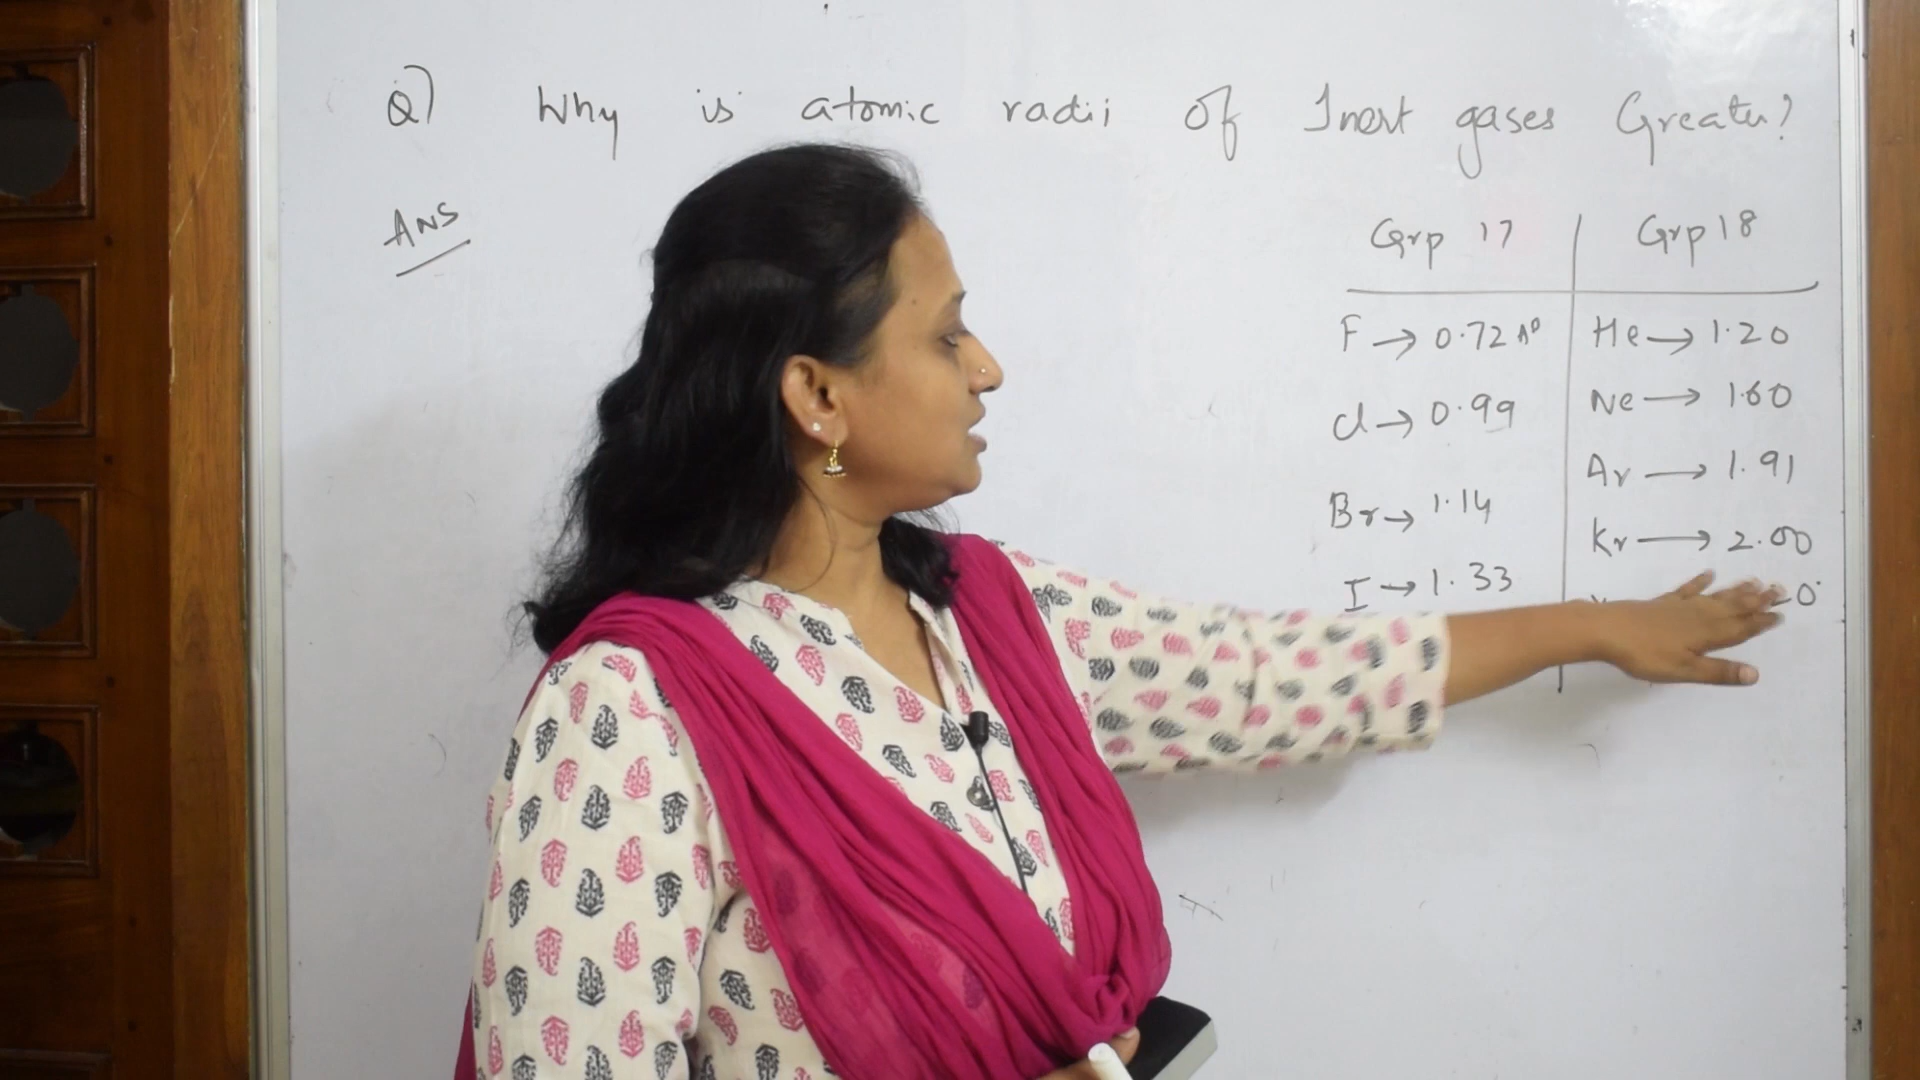 Q) Why is atomic radii of Inert gases Greater?
Ans
Grp 17 Grp 18
F → 0.72 A° He → 1.20
Cl → 0.99 Ne → 1.60
Ar → 1.91
Br → 1.14 Kr → 2.00
I → 1.33